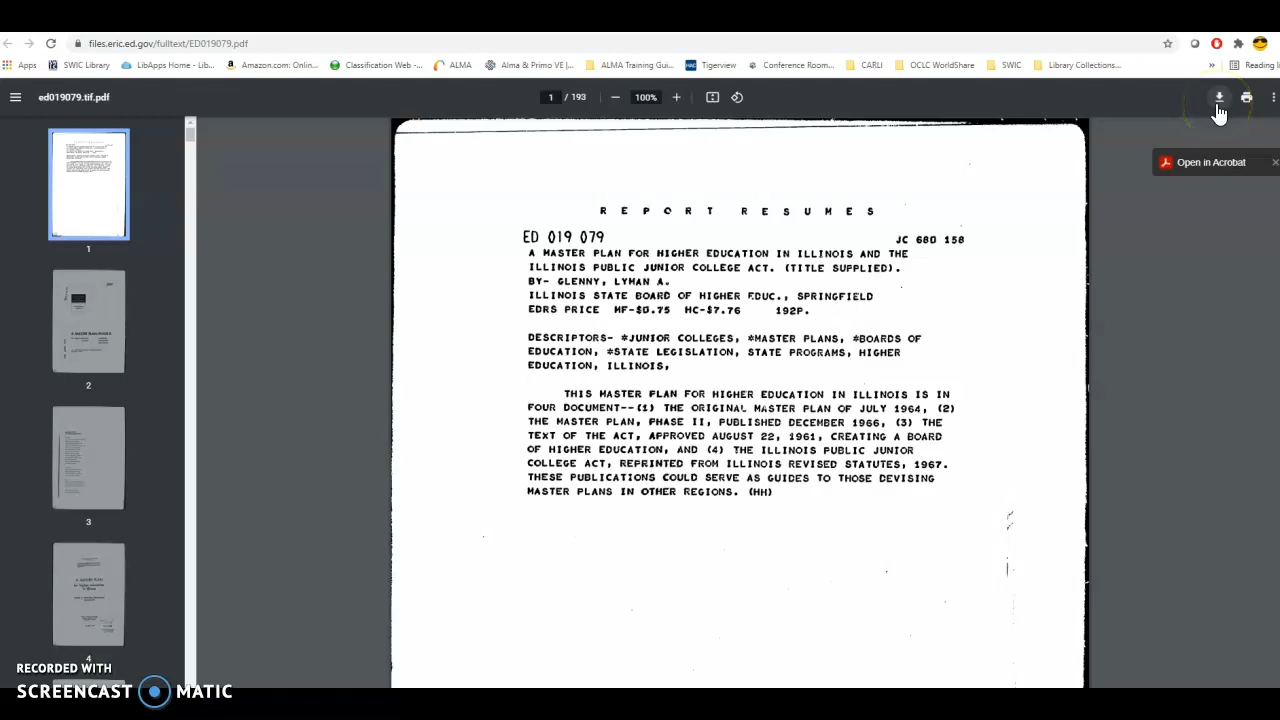 files.eric.ed.gov/fulltext/ED019079.pdf
Apps SWIC Library LibApps Home - Lib... Amazon.com: Onlin... Classification Web -... ALMA Alma & Primo VE |... ALMA Training Gui... HAC Tigerview Conference Room... CARLI OCLC WorldShare SWIC Library Collections... » Reading li
ed019079.tif.pdf 1 / 193 − 100% +
Open in Acrobat ×
REPORT RESUMES
ED 019 079 JC 680 158
A MASTER PLAN FOR HIGHER EDUCATION IN ILLINOIS AND THE
ILLINOIS PUBLIC JUNIOR COLLEGE ACT. (TITLE SUPPLIED).
BY- GLENNY, LYMAN A.
ILLINOIS STATE BOARD OF HIGHER EDUC., SPRINGFIELD
EDRS PRICE MF-$0.75 HC-$7.76 192P.
DESCRIPTORS- *JUNIOR COLLEGES, *MASTER PLANS, *BOARDS OF
EDUCATION, *STATE LEGISLATION, STATE PROGRAMS, HIGHER
EDUCATION, ILLINOIS,
THIS MASTER PLAN FOR HIGHER EDUCATION IN ILLINOIS IS IN
FOUR DOCUMENT--(1) THE ORIGINAL MASTER PLAN OF JULY 1964, (2)
THE MASTER PLAN, PHASE II, PUBLISHED DECEMBER 1966, (3) THE
TEXT OF THE ACT, APPROVED AUGUST 22, 1961, CREATING A BOARD
OF HIGHER EDUCATION, AND (4) THE ILLINOIS PUBLIC JUNIOR
COLLEGE ACT, REPRINTED FROM ILLINOIS REVISED STATUTES, 1967.
THESE PUBLICATIONS COULD SERVE AS GUIDES TO THOSE DEVISING
MASTER PLANS IN OTHER REGIONS. (HH)
1
2
3
4
RECORDED WITH
SCREENCAST MATIC